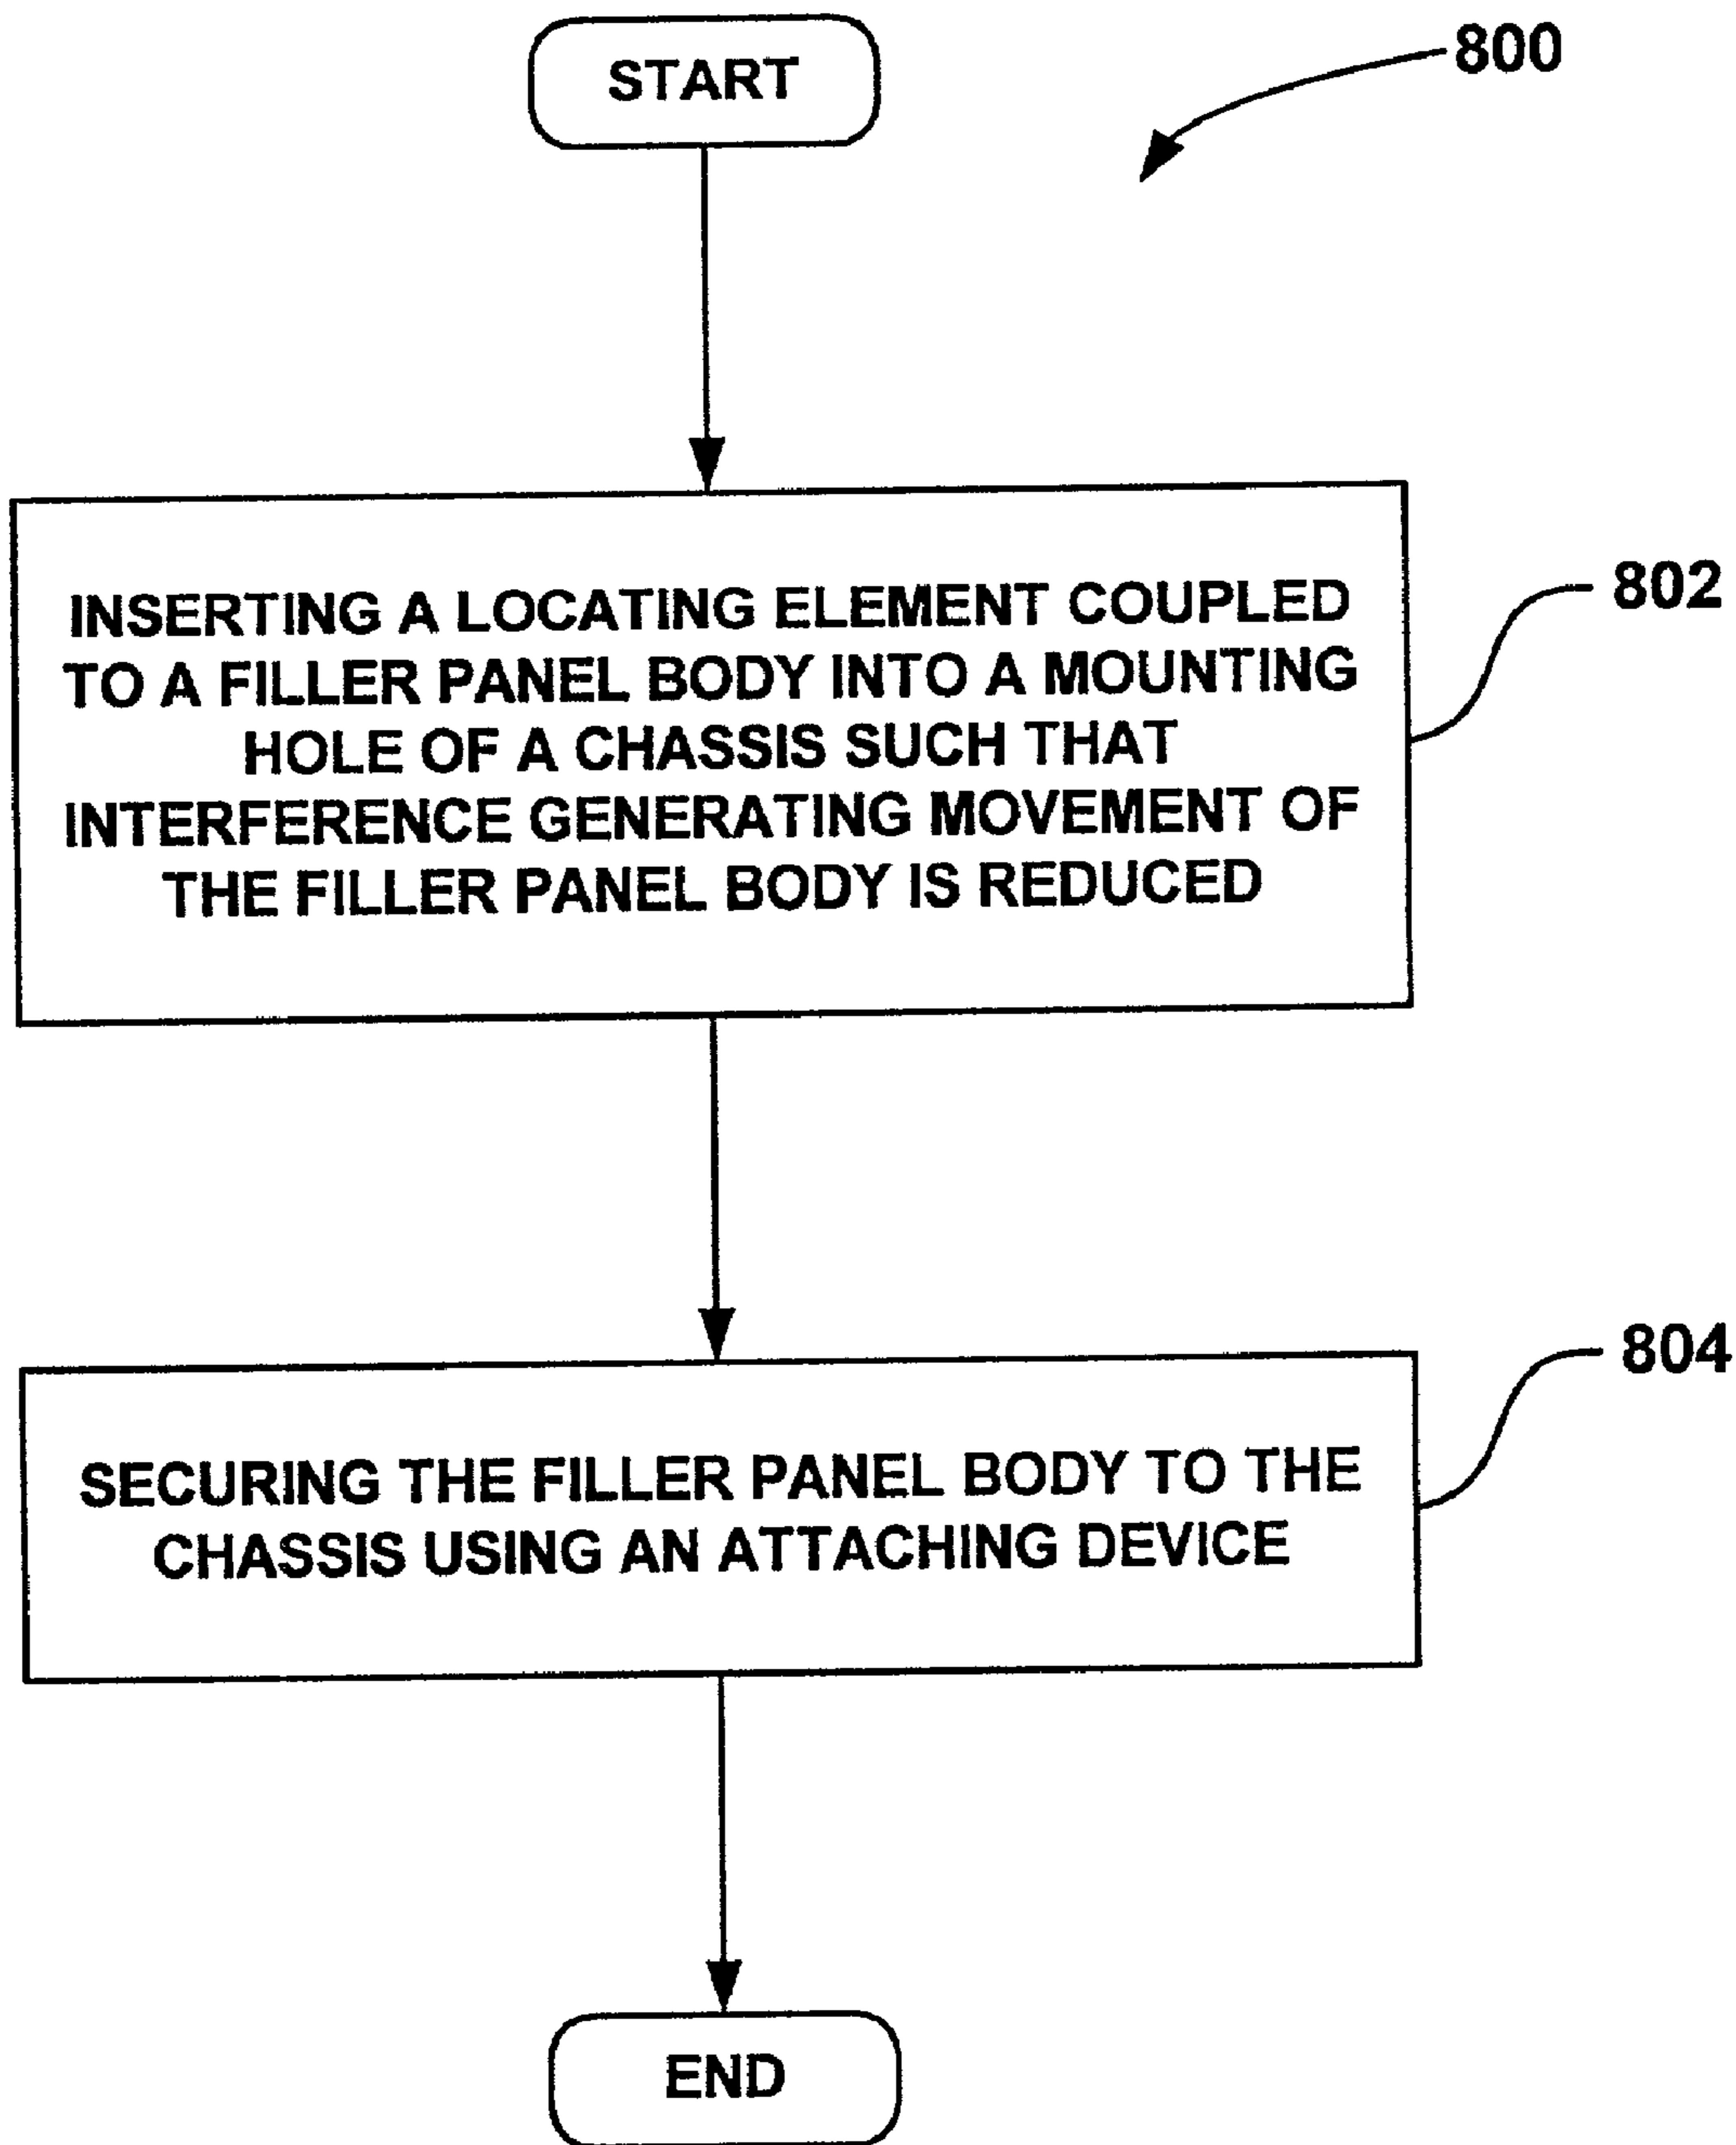 START
800
INSERTING A LOCATING ELEMENT COUPLED
TO A FILLER PANEL BODY INTO A MOUNTING
HOLE OF A CHASSIS SUCH THAT
INTERFERENCE GENERATING MOVEMENT OF
THE FILLER PANEL BODY IS REDUCED
802
SECURING THE FILLER PANEL BODY TO THE
CHASSIS USING AN ATTACHING DEVICE
804
END